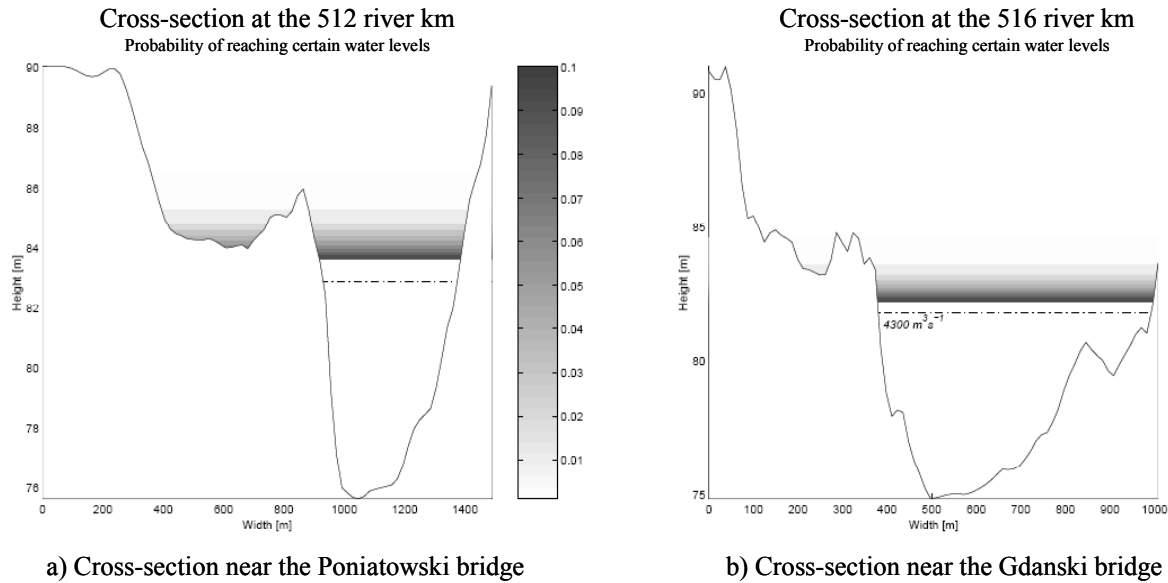 Cross-section at the 512 river km
Probability of reaching certain water levels
90
88
86
84
82
80
78
76
Height [m]
0 200 400 600 800 1000 1200 1400
Width [m]
0.1
0.09
0.08
0.07
0.06
0.05
0.04
0.03
0.02
0.01
a) Cross-section near the Poniatowski bridge
Cross-section at the 516 river km
Probability of reaching certain water levels
90
85
80
75
Height [m]
4300 m³s⁻¹
0 100 200 300 400 500 600 700 800 900 1000
Width [m]
b) Cross-section near the Gdanski bridge